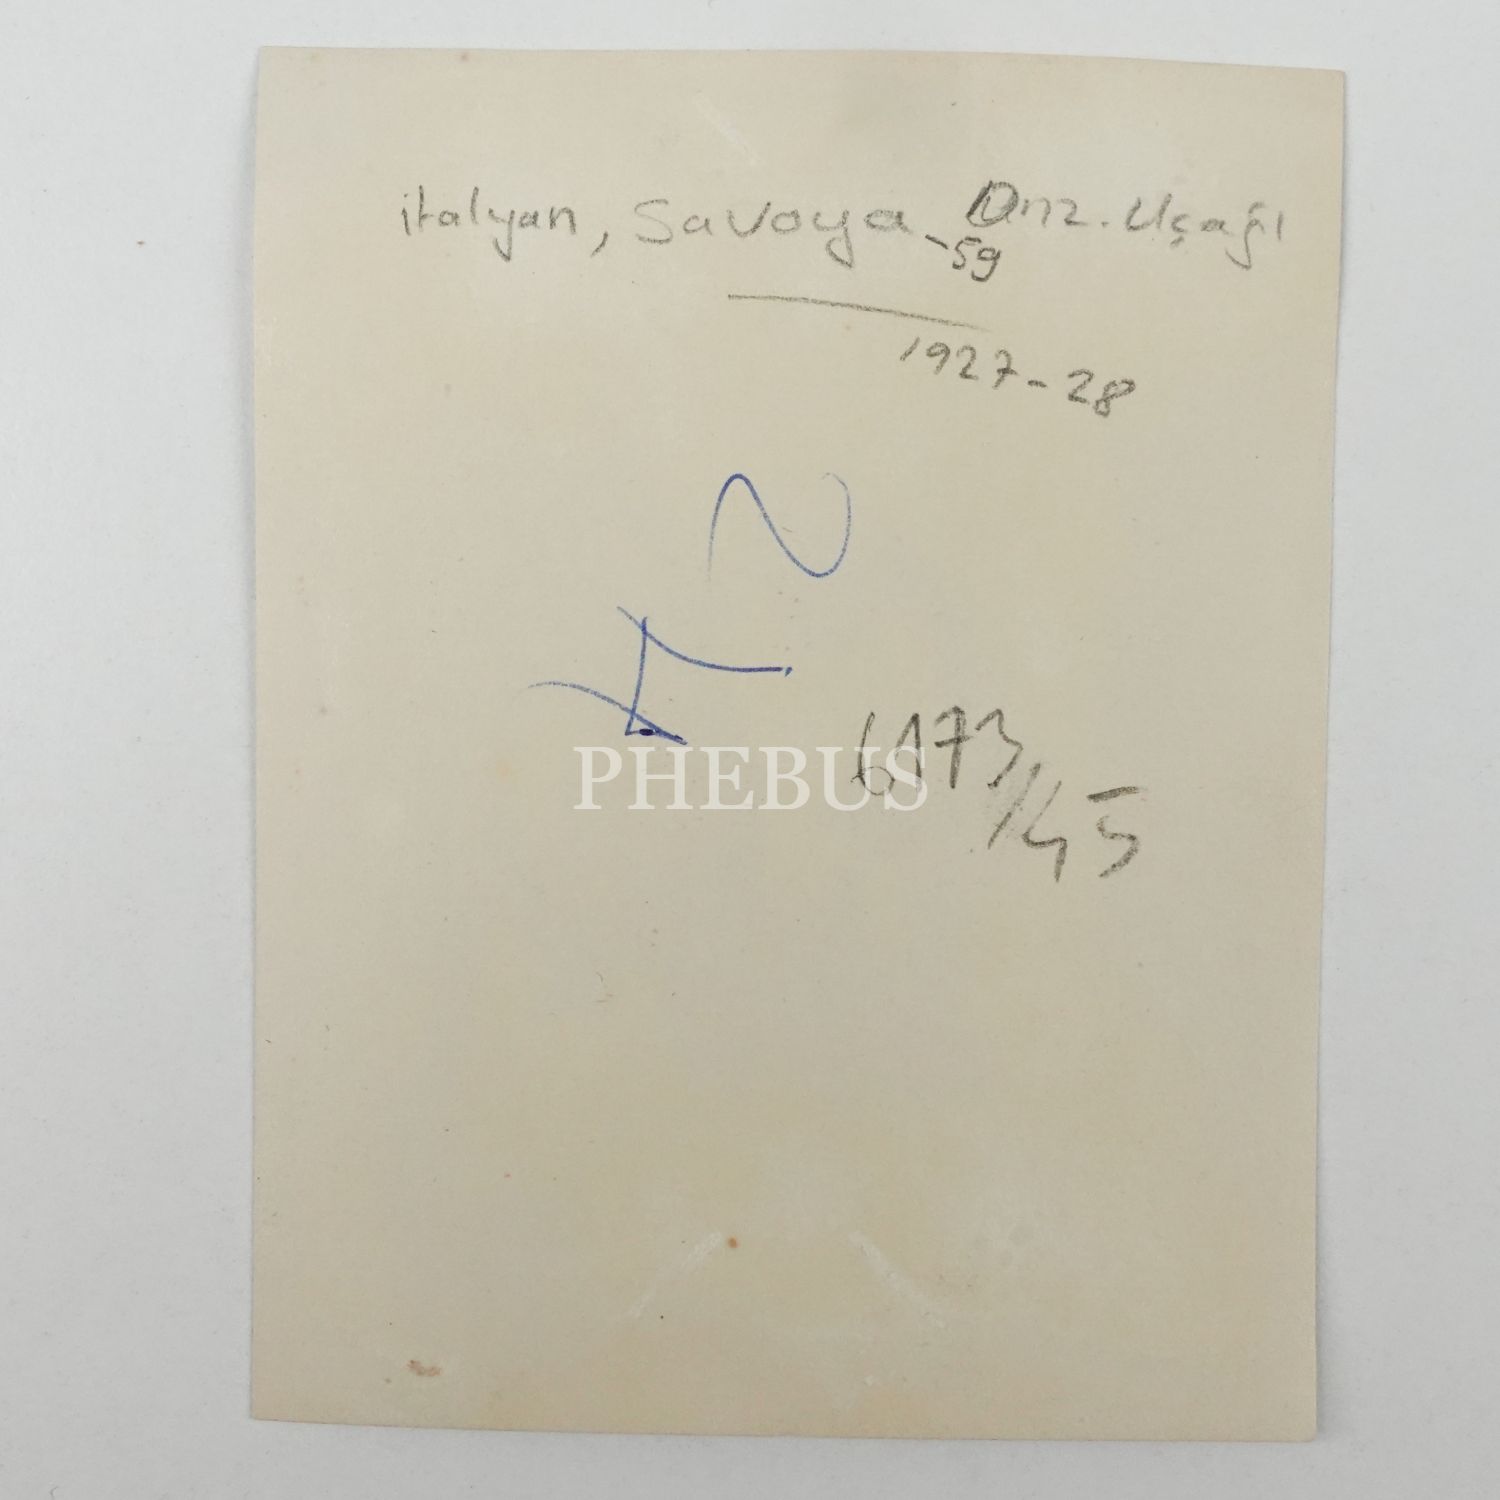 italyan, Savoya-59 Dnz. Uçağı
1927-28
6173/45
PHEBUS